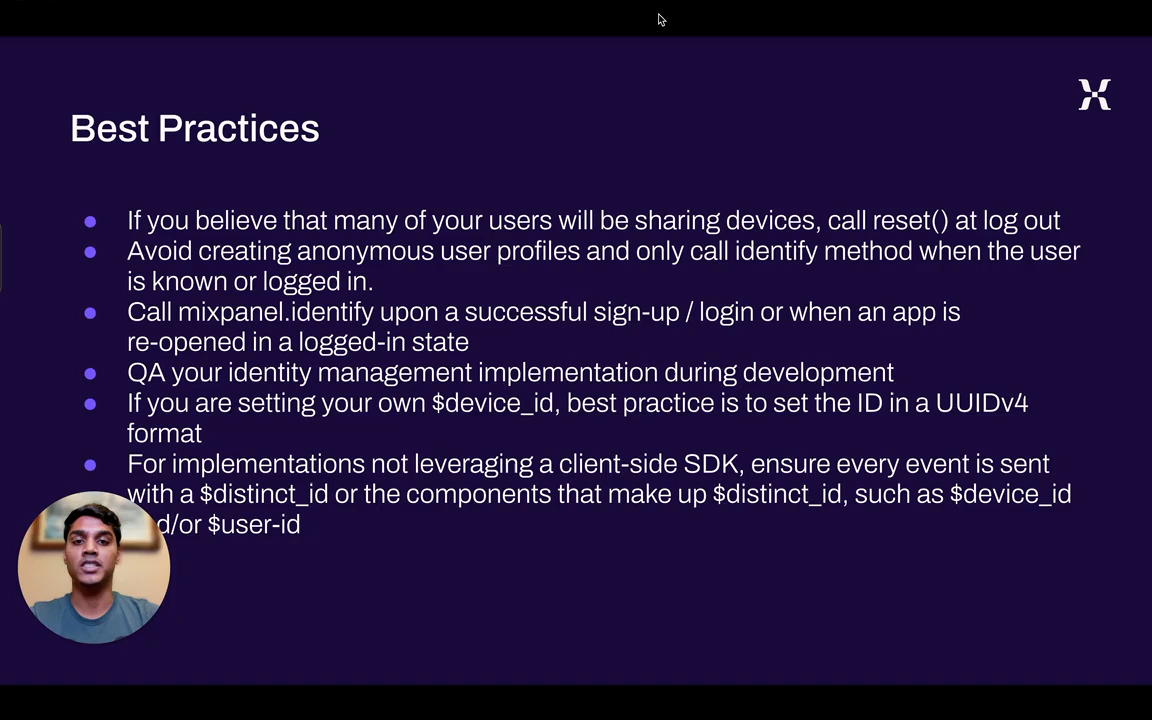 Best Practices
If you believe that many of your users will be sharing devices, call reset() at log out
Avoid creating anonymous user profiles and only call identify method when the user
is known or logged in.
Call mixpanel.identify upon a successful sign-up / login or when an app is
re-opened in a logged-in state
QA your identity management implementation during development
If you are setting your own $device_id, best practice is to set the ID in a UUIDv4
format
For implementations not leveraging a client-side SDK, ensure every event is sent
with a $distinct_id or the components that make up $distinct_id, such as $device_id
d/or $user-id